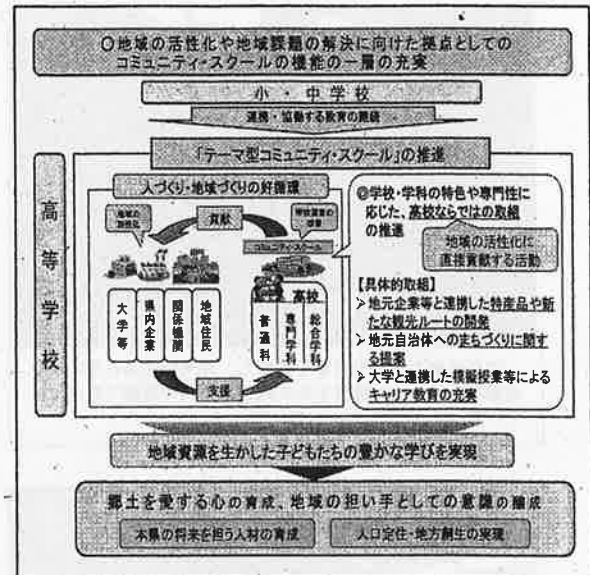 〇地域の活性化や地域課題の解決に向けた拠点としての
コミュニティ・スクールの機能の一層の充実
小・中学校
連携・協働する教育の継続
高等学校
「テーマ型コミュニティ・スクール」の推進
人づくり・地域づくりの好循環
地域の活性化
貢献
学校運営の改善
コミュニティ・スクール
大学等
県内企業
関係機関
地域住民
高校
普通科
専門学科
総合学科
支援
◎学校・学科の特色や専門性に
応じた、高校ならではの取組
の推進
地域の活性化に
直接貢献する活動
【具体的取組】
➢地元企業等と連携した特産品や新
たな観光ルートの開発
➢地元自治体へのまちづくりに関す
る提案
➢大学と連携した模擬授業等による
キャリア教育の充実
地域資源を生かした子どもたちの豊かな学びを実現
郷土を愛する心の育成、地域の担い手としての意識の醸成
本県の将来を担う人材の育成
人口定住・地方創生の実現